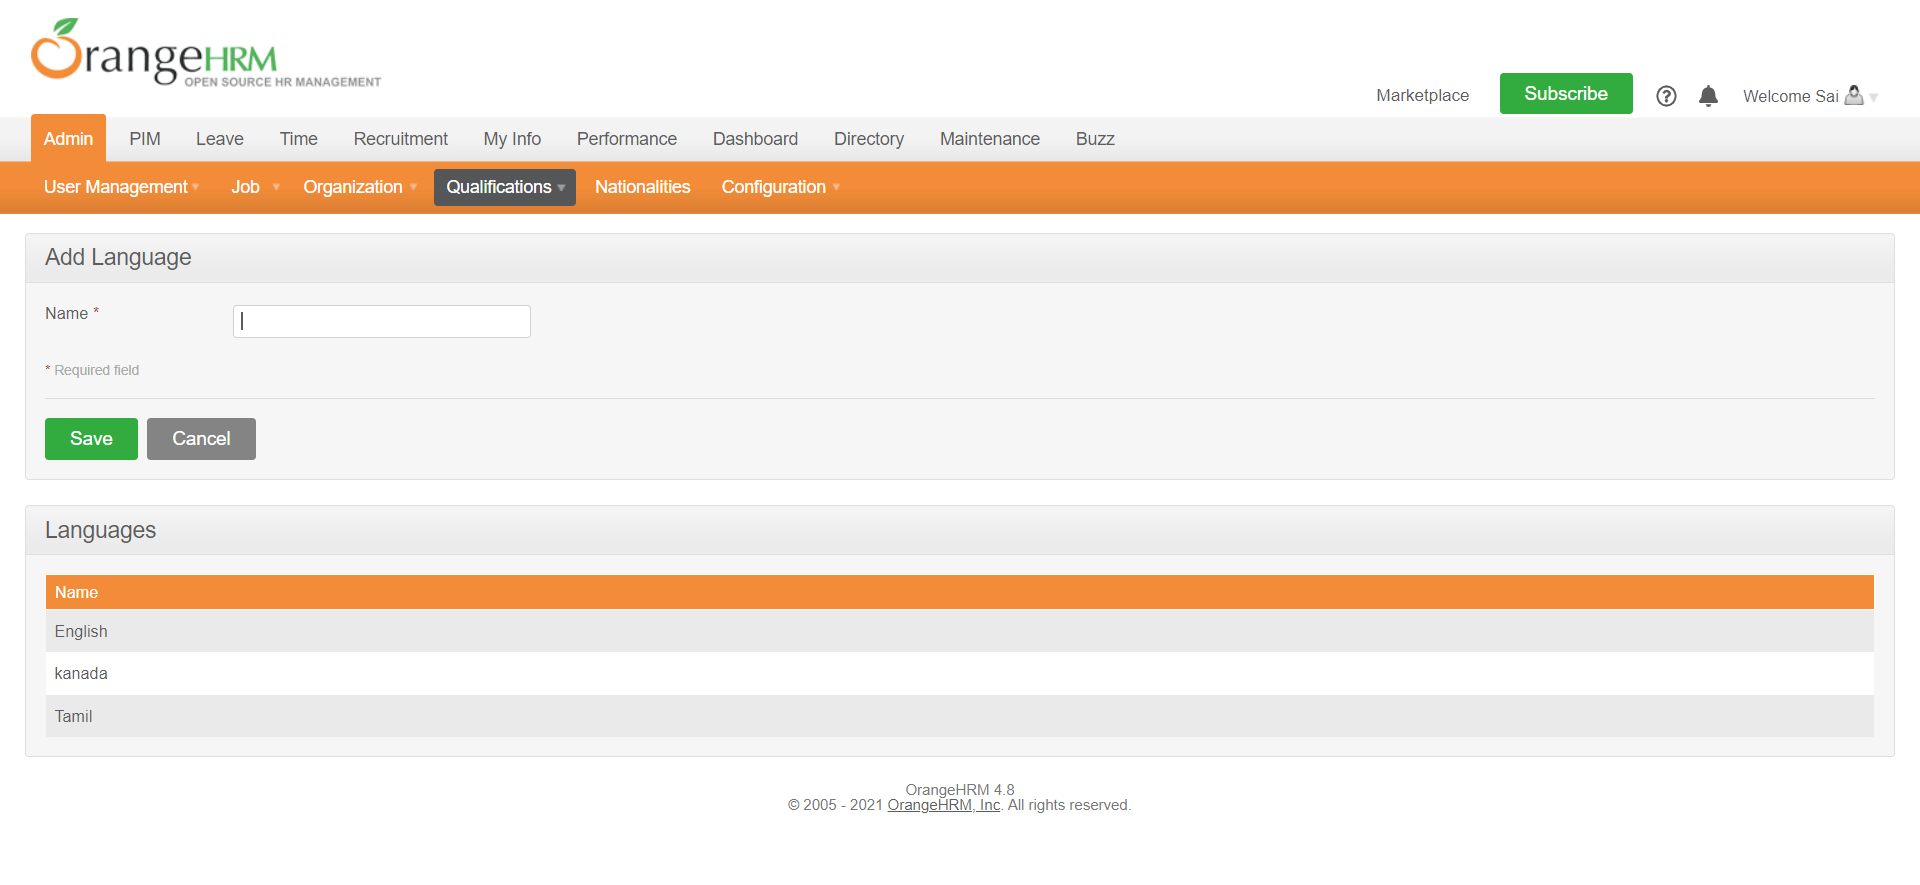 OrangeHRM
OPEN SOURCE HR MANAGEMENT
Marketplace Subscribe Welcome Sai
Admin PIM Leave Time Recruitment My Info Performance Dashboard Directory Maintenance Buzz
User Management Job Organization Qualifications Nationalities Configuration
Add Language
Name *
* Required field
Save Cancel
Languages
Name
English
kanada
Tamil
OrangeHRM 4.8
© 2005 - 2021 OrangeHRM, Inc. All rights reserved.